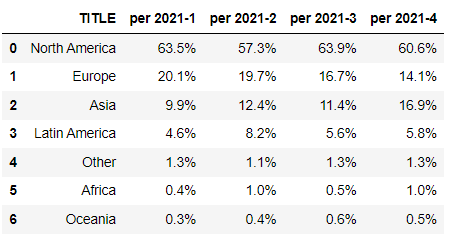 TITLE per 2021-1 per 2021-2 per 2021-3 per 2021-4
0 North America 63.5% 57.3% 63.9% 60.6%
1 Europe 20.1% 19.7% 16.7% 14.1%
2 Asia 9.9% 12.4% 11.4% 16.9%
3 Latin America 4.6% 8.2% 5.6% 5.8%
4 Other 1.3% 1.1% 1.3% 1.3%
5 Africa 0.4% 1.0% 0.5% 1.0%
6 Oceania 0.3% 0.4% 0.6% 0.5%